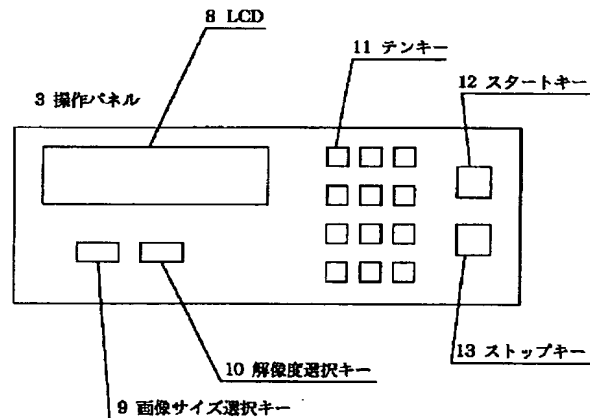 8 LCD
11 テンキー
12 スタートキー
3 操作パネル
10 解像度選択キー
13 ストップキー
9 画像サイズ選択キー